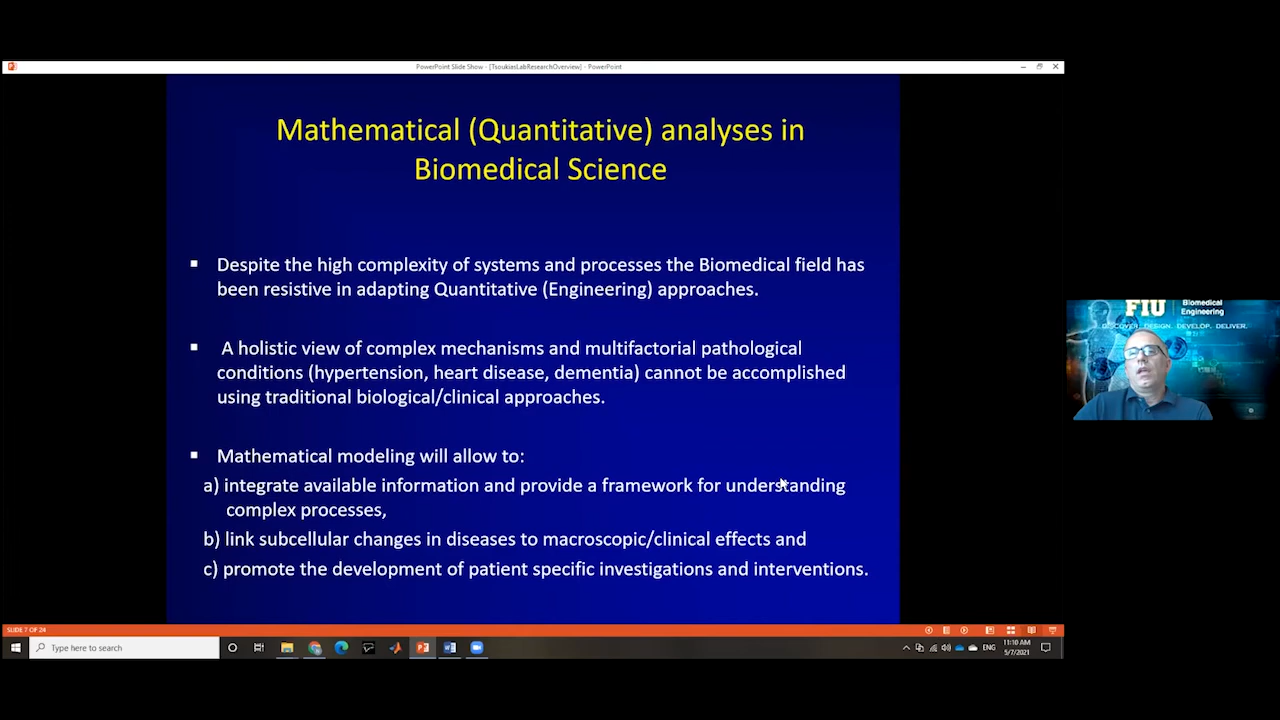 PowerPoint Slide Show - [TsoukiasLabResearchOverview] - PowerPoint
Mathematical (Quantitative) analyses in
Biomedical Science
Despite the high complexity of systems and processes the Biomedical field has
been resistive in adapting Quantitative (Engineering) approaches.
A holistic view of complex mechanisms and multifactorial pathological
conditions (hypertension, heart disease, dementia) cannot be accomplished
using traditional biological/clinical approaches.
Mathematical modeling will allow to:
a) integrate available information and provide a framework for understanding
complex processes,
b) link subcellular changes in diseases to macroscopic/clinical effects and
c) promote the development of patient specific investigations and interventions.
FIU Biomedical
Engineering
DISCOVER. DESIGN. DEVELOP. DELIVER.
SLIDE 7 OF 24
Type here to search
ENG
11:10 AM
5/7/2021